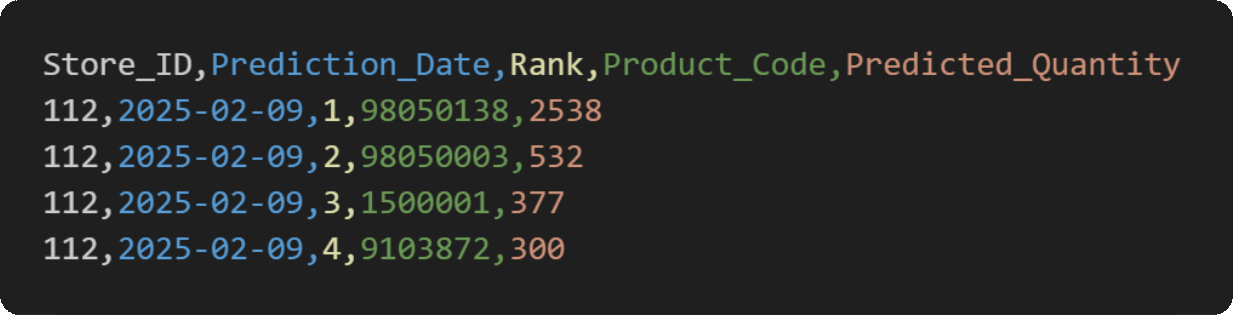 Store_ID,Prediction_Date,Rank,Product_Code,Predicted_Quantity
112,2025-02-09,1,98050138,2538
112,2025-02-09,2,98050003,532
112,2025-02-09,3,1500001,377
112,2025-02-09,4,9103872,300